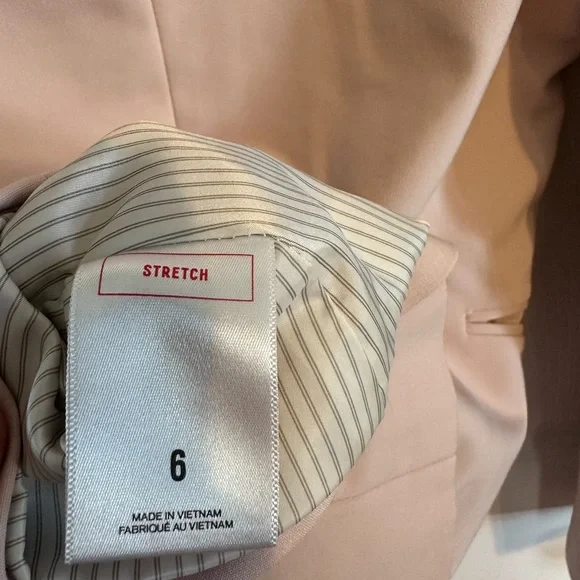 STRETCH
6
MADE IN VIETNAM
FABRIQUÉ AU VIETNAM